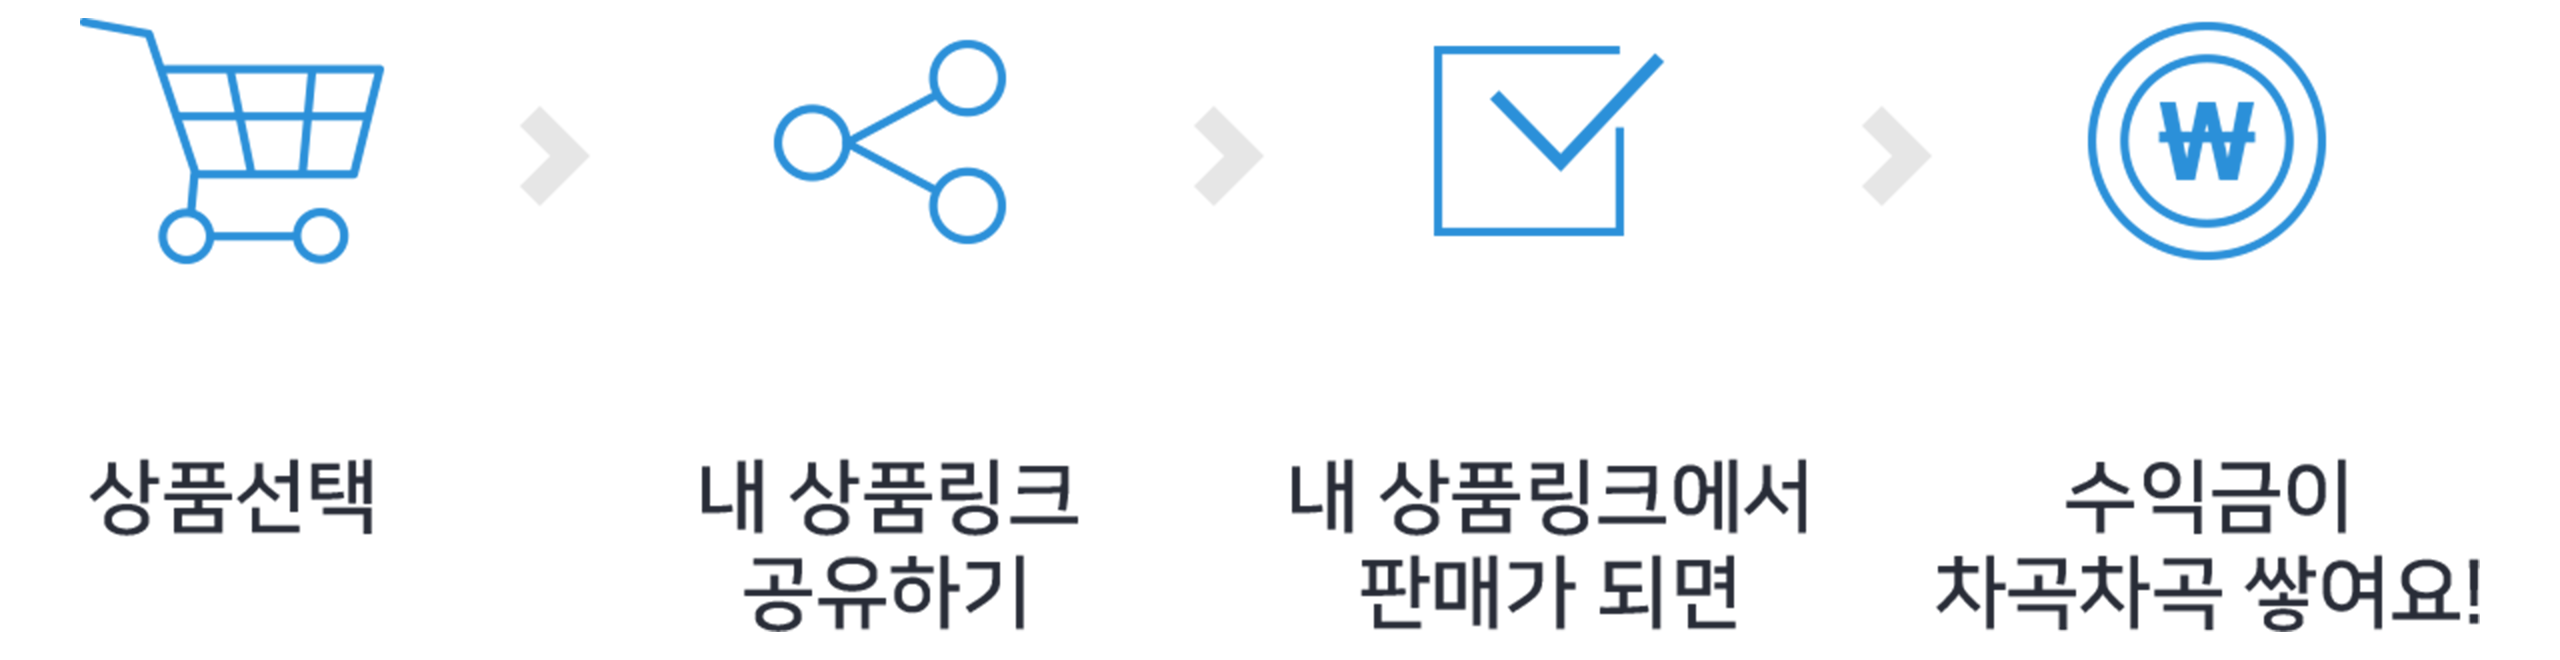 ₩
상품선택
내 상품링크
공유하기
내 상품링크에서
판매가 되면
수익금이
차곡차곡 쌓여요!